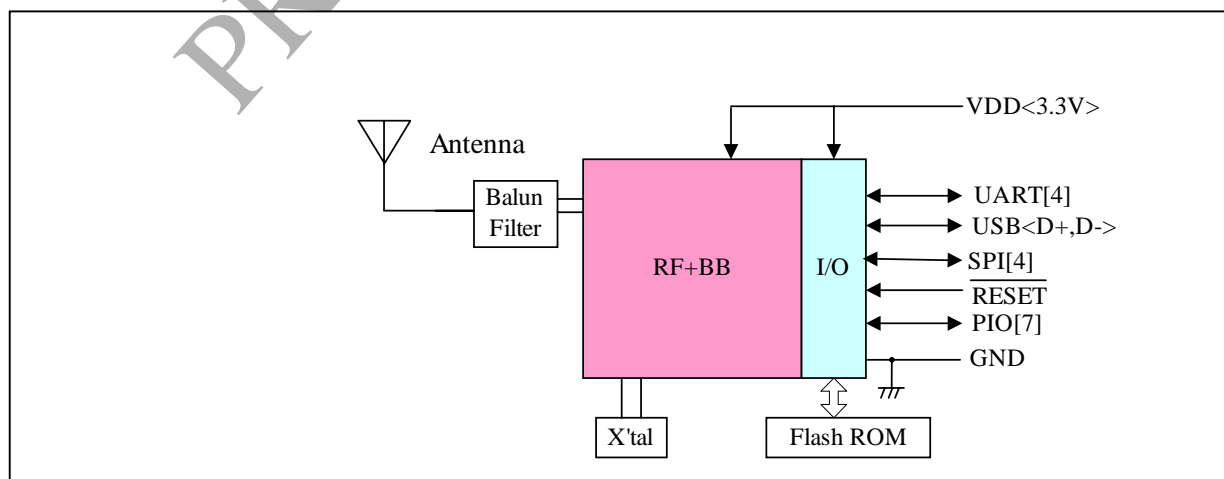 PR
VDD<3.3V>
Antenna
Balun
Filter
UART[4]
USB<D+,D->
RF+BB
I/O
SPI[4]
RESET
PIO[7]
GND
X'tal
Flash ROM